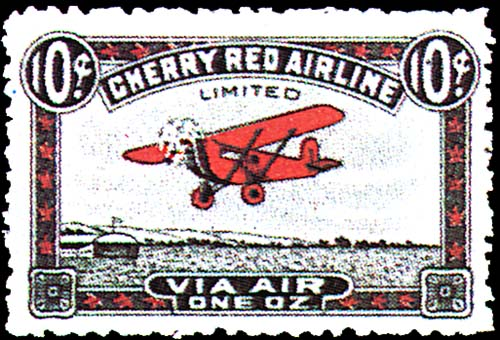 10¢ 10¢
CHERRY RED AIRLINE
LIMITED
VIA AIR
ONE OZ.